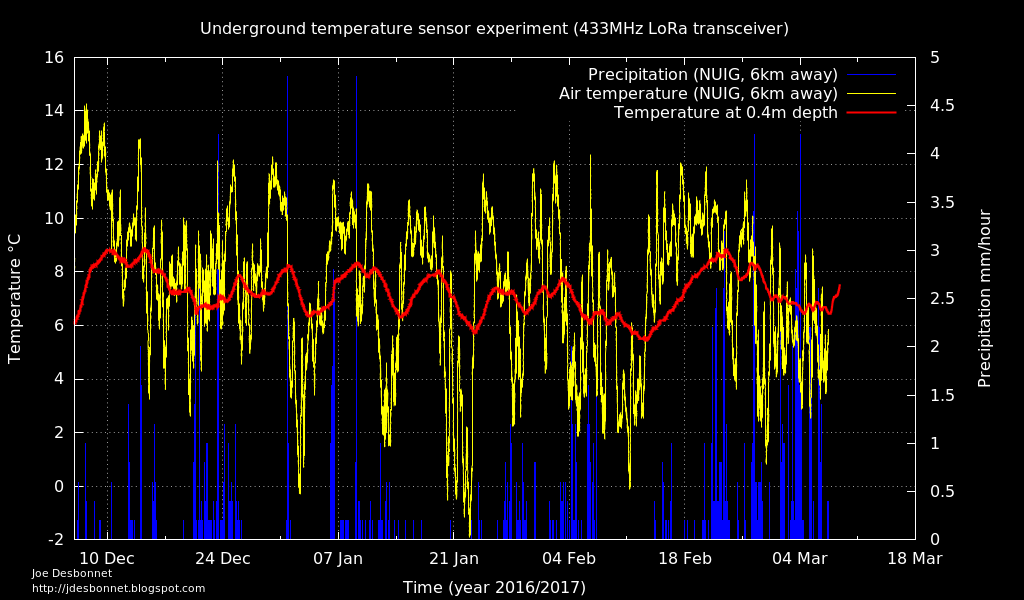 Underground temperature sensor experiment (433MHz LoRa transceiver)
16
14
12
10
8
6
4
2
0
-2
Temperature °C
Precipitation (NUIG, 6km away)
Air temperature (NUIG, 6km away)
Temperature at 0.4m depth
5
4.5
4
3.5
3
2.5
2
1.5
1
0.5
0
Precipitation mm/hour
10 Dec 24 Dec 07 Jan 21 Jan 04 Feb 18 Feb 04 Mar 18 Mar
Time (year 2016/2017)
Joe Desbonnet
http://jdesbonnet.blogspot.com